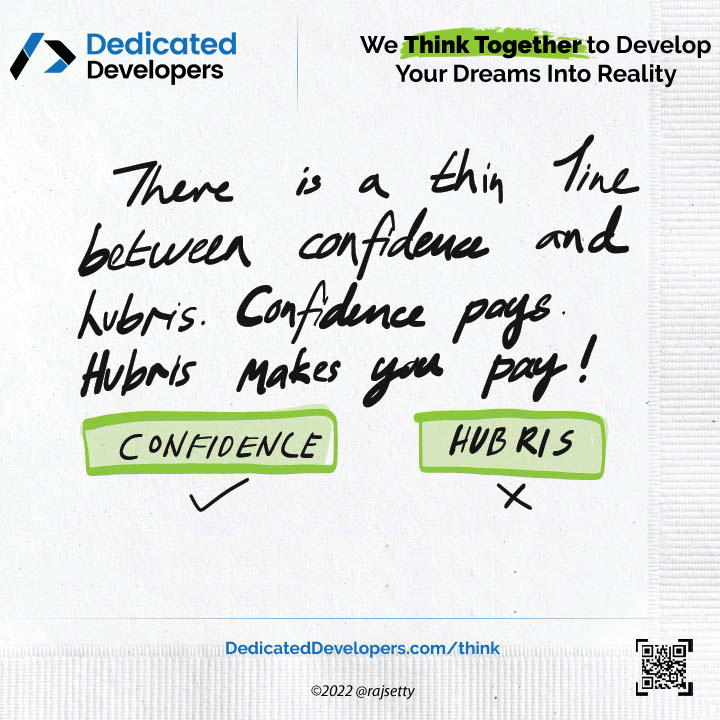 Dedicated
Developers
We Think Together to Develop
Your Dreams Into Reality
There is a thin line
between confidence and
hubris. Confidence pays.
Hubris makes you pay!
CONFIDENCE
HUBRIS
DedicatedDevelopers.com/think
©2022 @rajsetty